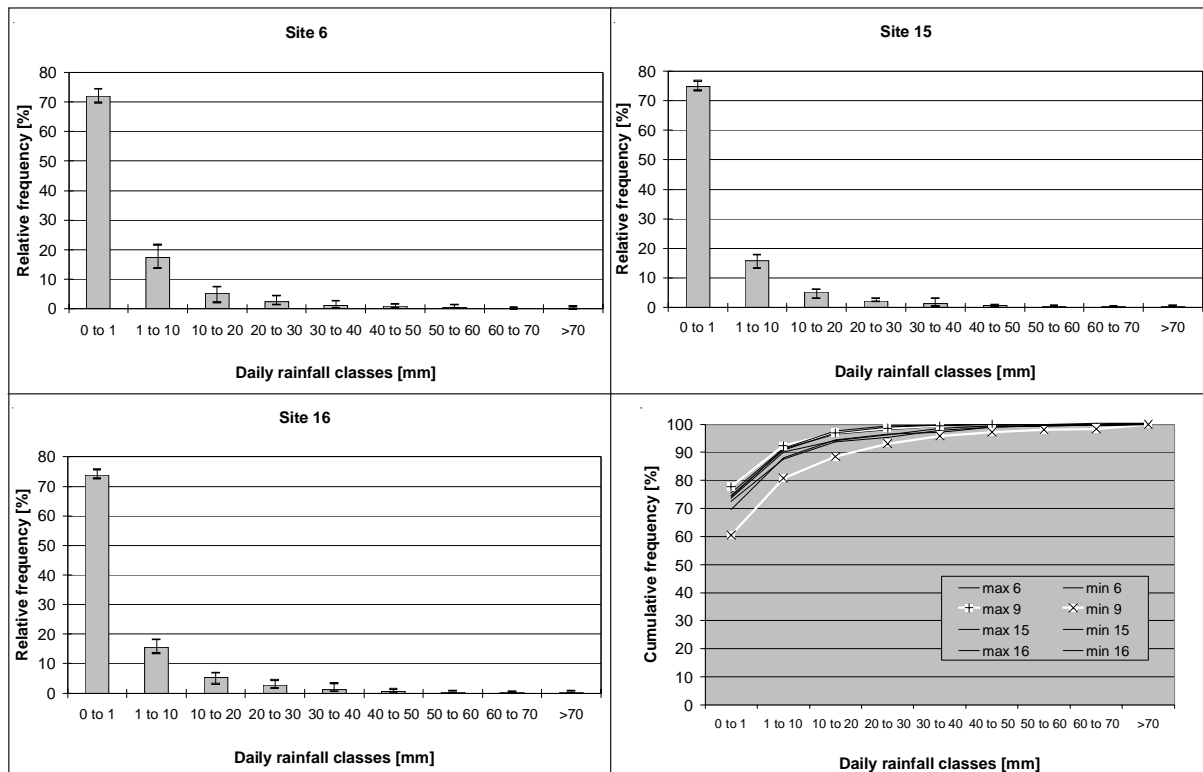 Site 6
Relative frequency [%]
80
70
60
50
40
30
20
10
0
0 to 1 1 to 10 10 to 20 20 to 30 30 to 40 40 to 50 50 to 60 60 to 70 >70
Daily rainfall classes [mm]
Site 15
Relative frequency [%]
80
70
60
50
40
30
20
10
0
0 to 1 1 to 10 10 to 20 20 to 30 30 to 40 40 to 50 50 to 60 60 to 70 >70
Daily rainfall classes [mm]
Site 16
Relative frequency [%]
80
70
60
50
40
30
20
10
0
0 to 1 1 to 10 10 to 20 20 to 30 30 to 40 40 to 50 50 to 60 60 to 70 >70
Daily rainfall classes [mm]
Cumulative frequency [%]
100
90
80
70
60
50
40
30
20
10
0
max 6 min 6
max 9 min 9
max 15 min 15
max 16 min 16
0 to 1 1 to 10 10 to 20 20 to 30 30 to 40 40 to 50 50 to 60 60 to 70 >70
Daily rainfall classes [mm]